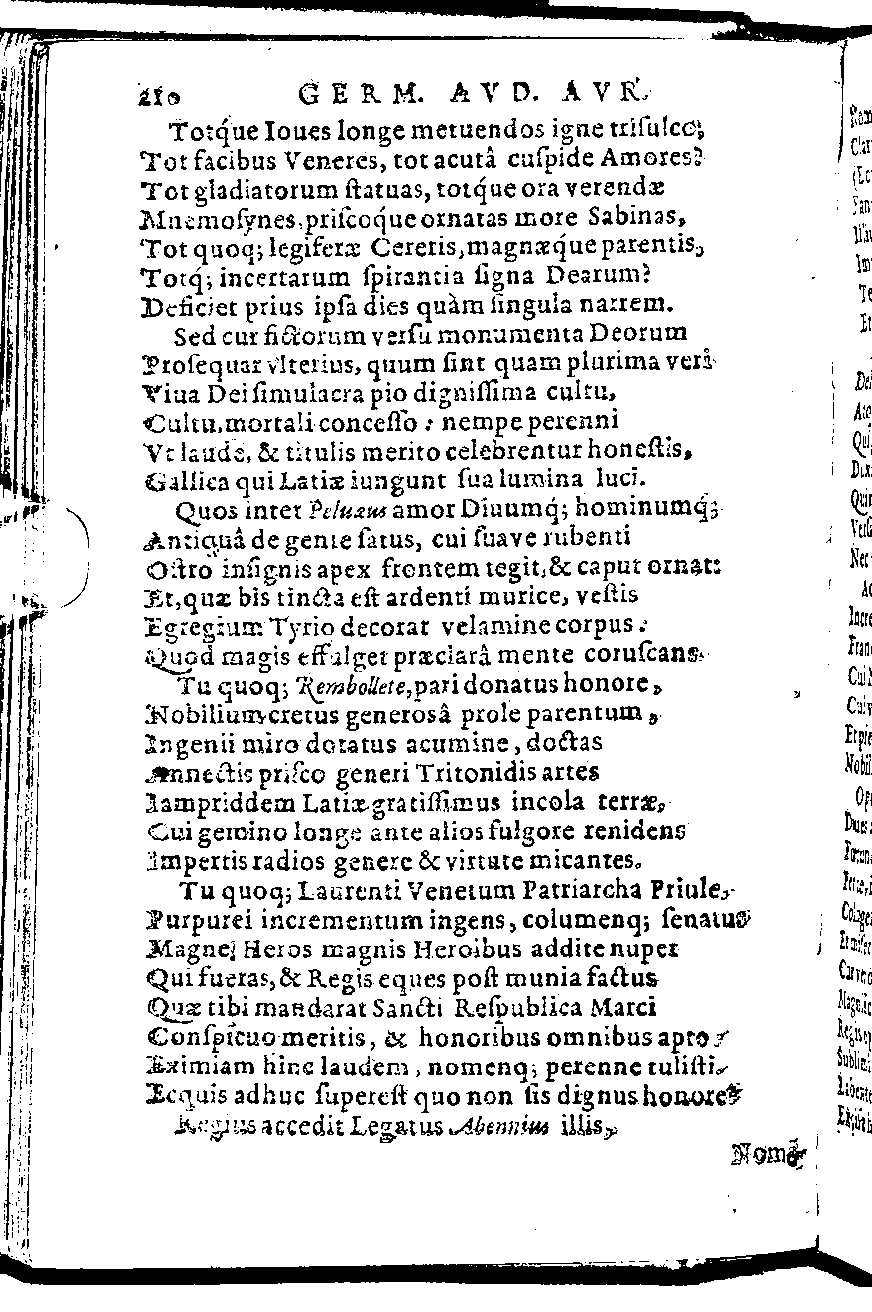 210 GERM. AVD. AVR.
Totq́ue Ioues longe metuendos igne triſulco;
Tot facibus Veneres, tot acutâ cuſpide Amores?
Tot gladiatorum ſtatuas, totq́ue ora verendæ
Mnemoſynes, priſcoque ornatas more Sabinas,
Tot quoq; legiferæ Cereris, magnæq́ue parentis,
Totq́; incertarum ſpirantia ſigna Dearum?
Deficiet prius ipſa dies quàm ſingula narrem.
Sed cur fictorum verſu monumenta Deorum
Proſequar vlterius, quum ſint quam plurima veri
Viua Dei ſimulacra pio digniſſima cultu,
Cultu, mortali conceſſo: nempe perenni
Vt laude, & titulis merito celebrentur honeſtis,
Gallica qui Latiæ iungunt ſua lumina luci.
Quos inter Peluæus amor Diuumq́; hominumq́;
Antiquâ de gente ſatus, cui ſuave rubenti
Oſtro inſignis apex frontem tegit, & caput ornat:
Et, quæ bis tincta eſt ardenti murice, veſtis
Egregium Tyrio decorat velamine corpus:
Quod magis effulget præclarâ mente coruſcans.
Tu quoq; Rembollete, pari donatus honore,
Nobilium cretus generosâ prole parentum,
Ingenii miro dotatus acumine, doctas
Annectis priſco generi Tritonidis artes
Iampriddem Latiæ gratiſſimus incola terræ,
Cui gemino longe ante alios fulgore renidens
Impertis radios genere & virtute micantes.
Tu quoq; Laurenti Venetum Patriarcha Priule,
Purpurei incrementum ingens, columenq; ſenatus
Magne, Heros magnis Heroibus addite nuper
Qui fueras, & Regis eques poſt munia factus
Quæ tibi mandarat Sancti Reſpublica Marci
Conſpicuo meritis, & honoribus omnibus apto:
Eximiam hinc laudem, nomenq; perenne tuliſti.
Ecquis adhuc ſupereſt quo non ſis dignus honore?
Regius accedit Legatus Abennius illis,